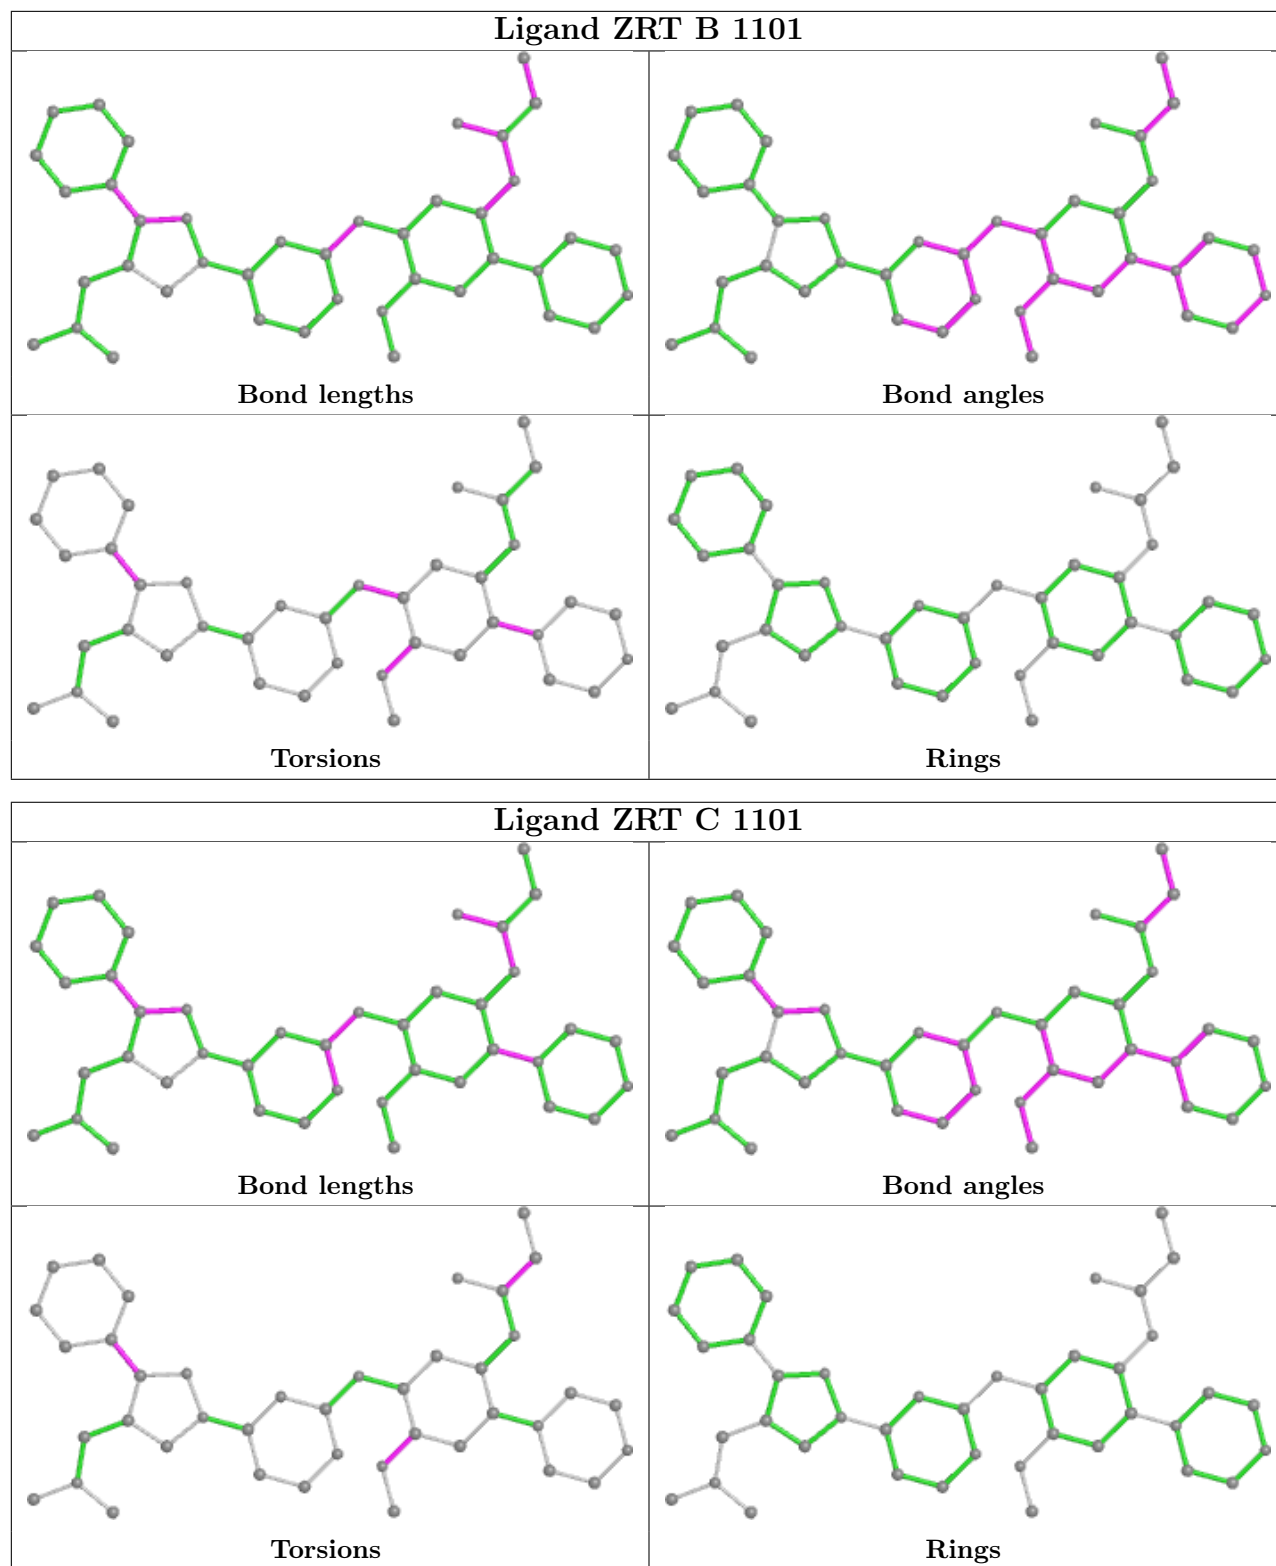 Ligand ZRT B 1101
Bond lengths
Bond angles
Torsions
Rings
Ligand ZRT C 1101
Bond lengths
Bond angles
Torsions
Rings